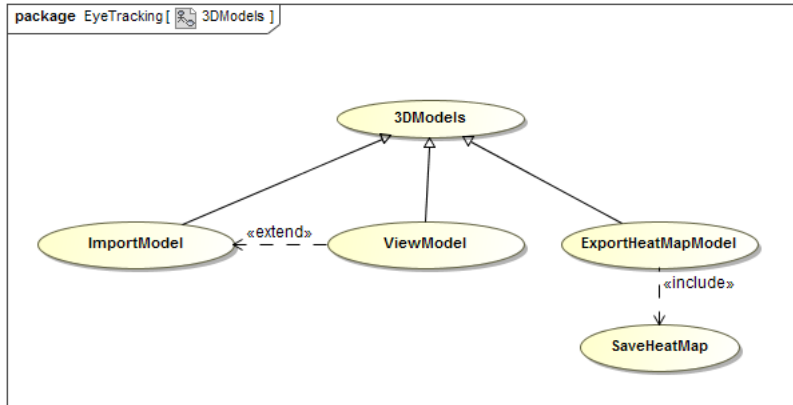 package EyeTracking [ 3DModels ]
3DModels
ImportModel
«extend»
ViewModel
ExportHeatMapModel
«include»
SaveHeatMap